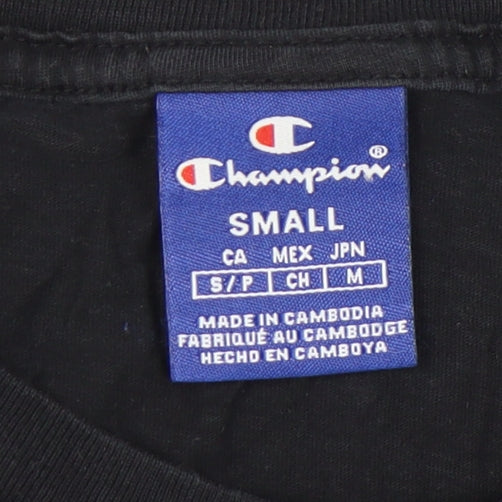 Champion®
SMALL
CA MEX JPN
S/P CH M
MADE IN CAMBODIA
FABRIQUÉ AU CAMBODGE
HECHO EN CAMBOYA